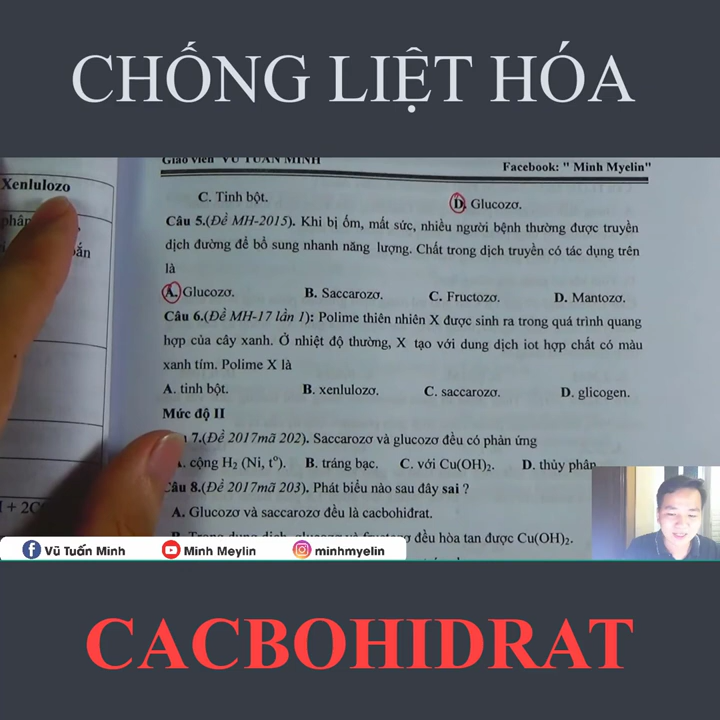 CHỐNG LIỆT HÓA
Giáo viên VŨ TUẤN MINH
Facebook: " Minh Myelin"
Xenlulozo
C. Tinh bột.
D. Glucozơ.
Câu 5.(Đề MH-2015). Khi bị ốm, mất sức, nhiều người bệnh thường được truyền
dịch đường để bổ sung nhanh năng lượng. Chất trong dịch truyền có tác dụng trên
là
A. Glucozơ. B. Saccarozơ. C. Fructozơ. D. Mantozơ.
Câu 6.(Đề MH-17 lần 1): Polime thiên nhiên X được sinh ra trong quá trình quang
hợp của cây xanh. Ở nhiệt độ thường, X tạo với dung dịch iot hợp chất có màu
xanh tím. Polime X là
A. tinh bột. B. xenlulozơ. C. saccarozơ. D. glicogen.
Mức độ II
7.(Đề 2017mã 202). Saccarozơ và glucozơ đều có phản ứng
A. cộng H₂ (Ni, tº). B. tráng bạc. C. với Cu(OH)₂. D. thủy phân
Câu 8.(Đề 2017mã 203). Phát biểu nào sau đây sai ?
A. Glucozơ và saccarozơ đều là cacbohiđrat.
đều hòa tan được Cu(OH)₂.
Vũ Tuấn Minh
Minh Meylin
minhmyelin
CACBOHIDRAT